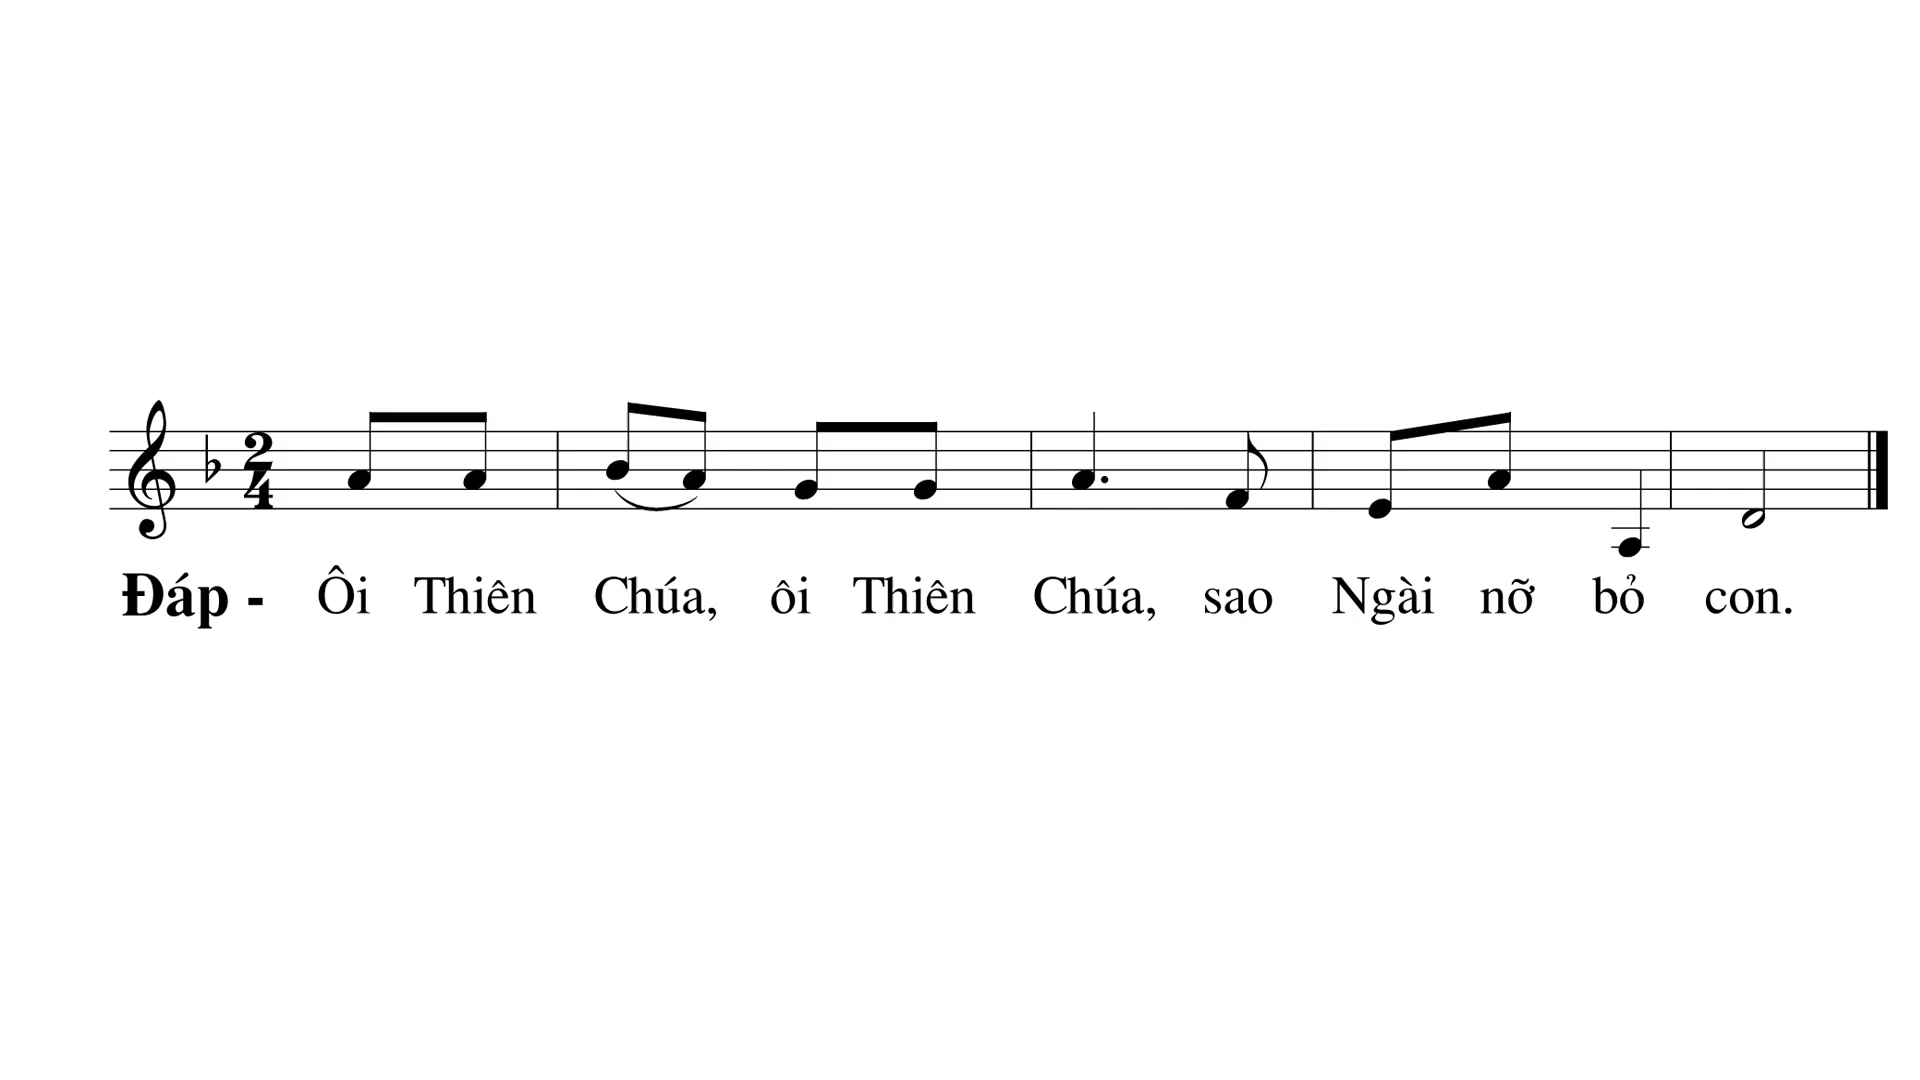 Đáp - Ôi Thiên Chúa, ôi Thiên Chúa, sao Ngài nỡ bỏ con.